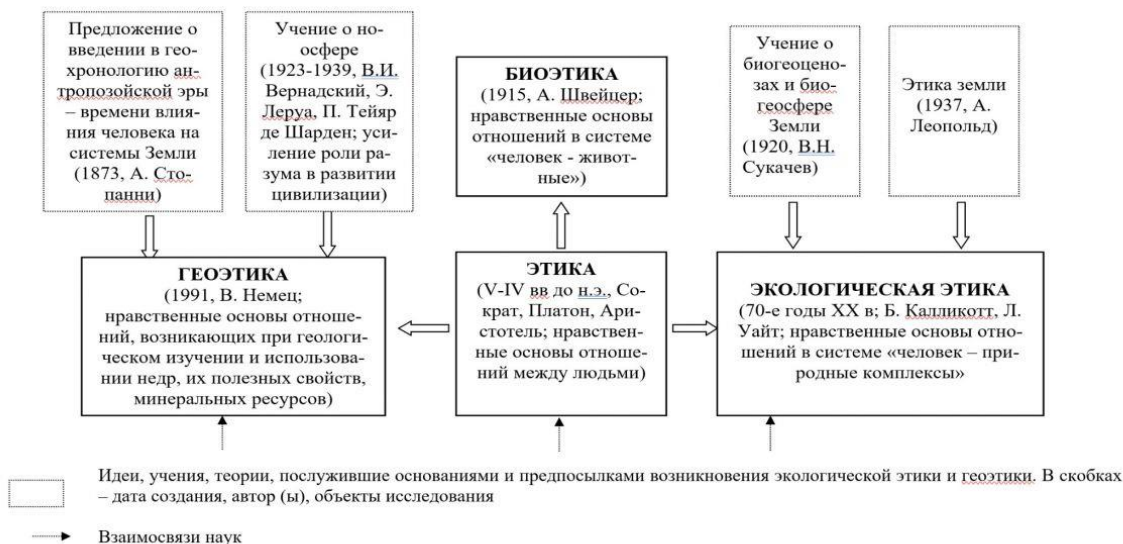 Предложение о
введении в гео-
хронологию ан-
тропозойской эры
– времени влия-
ния человека на
системы Земли
(1873, А. Сто-
панни)
Учение о но-
осфере
(1923-1939, В.И.
Вернадский, Э.
Леруа, П. Тейяр
де Шарден; уси-
ление роли ра-
зума в развитии
цивилизации)
БИОЭТИКА
(1915, А. Швейцер;
нравственные основы
отношений в системе
«человек - живот-
ные»)
Учение о
биогеоцено-
зах и био-
геосфере
Земли
(1920, В.Н.
Сукачев)
Этика земли
(1937, А.
Леопольд)
ГЕОЭТИКА
(1991, В. Немец;
нравственные основы отноше-
ний, возникающих при геологи-
ческом изучении и использова-
нии недр, их полезных свойств,
минеральных ресурсов)
ЭТИКА
(V-IV вв до н.э., Со-
крат, Платон, Ари-
стотель; нравствен-
ные основы отноше-
ний между людьми)
ЭКОЛОГИЧЕСКАЯ ЭТИКА
(70-е годы XX в; Б. Калликотт, Л.
Уайт; нравственные основы отно-
шений в системе «человек – при-
родные комплексы»
Идеи, учения, теории, послужившие основаниями и предпосылками возникновения экологической этики и геоэтики. В скобках
– дата создания, автор (ы), объекты исследования
Взаимосвязи наук